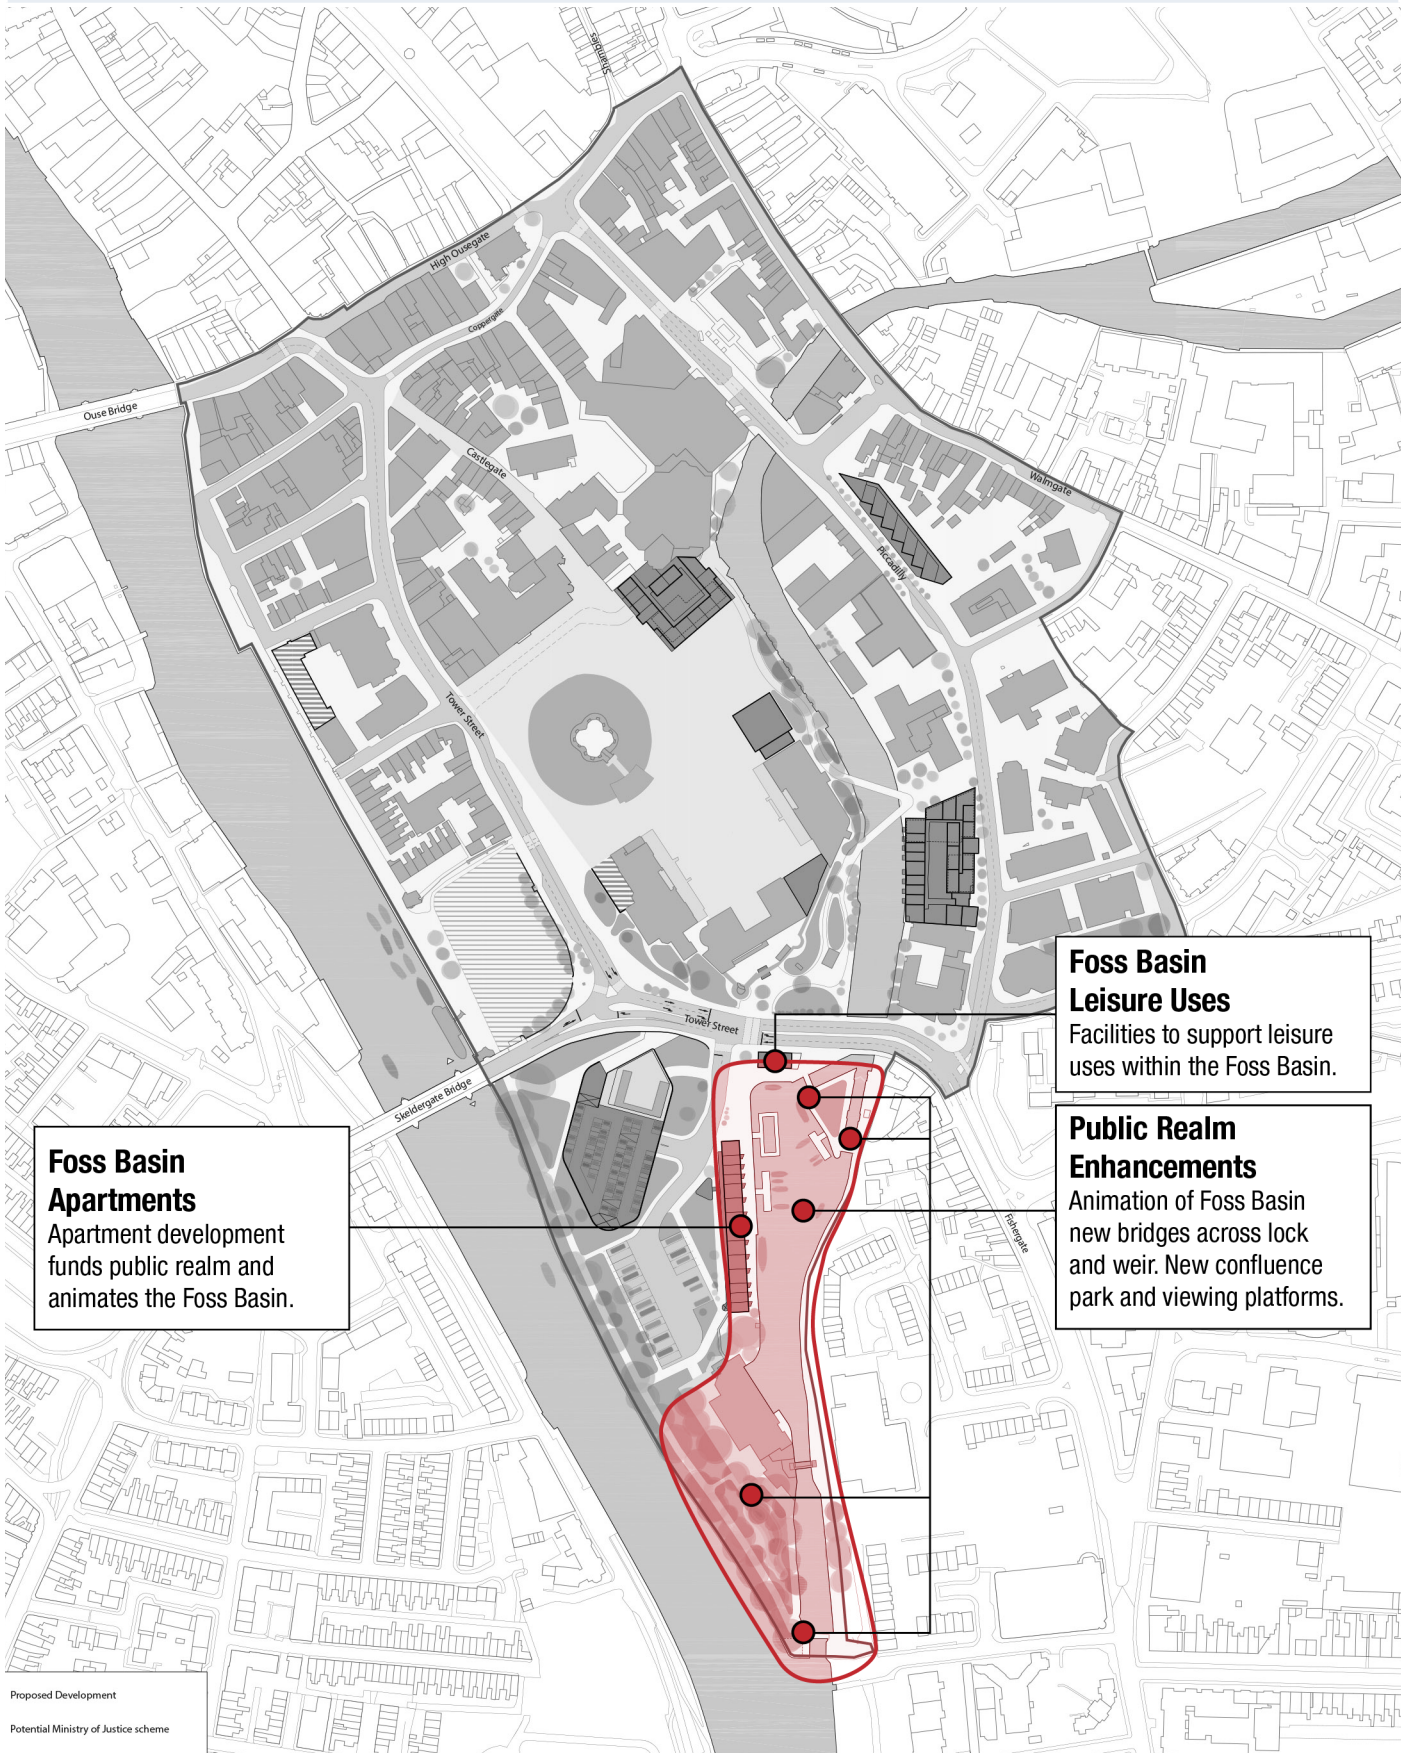 Shambles
High Ousegate
Coppergate
Ouse Bridge
Castlegate
Walmgate
Piccadilly
Tower Street
Foss Basin
Leisure Uses
Facilities to support leisure
uses within the Foss Basin.
Tower Street
Skeldergate Bridge
Public Realm
Enhancements
Animation of Foss Basin
new bridges across lock
and weir. New confluence
park and viewing platforms.
Foss Basin
Apartments
Apartment development
funds public realm and
animates the Foss Basin.
Fishergate
Proposed Development
Potential Ministry of Justice scheme